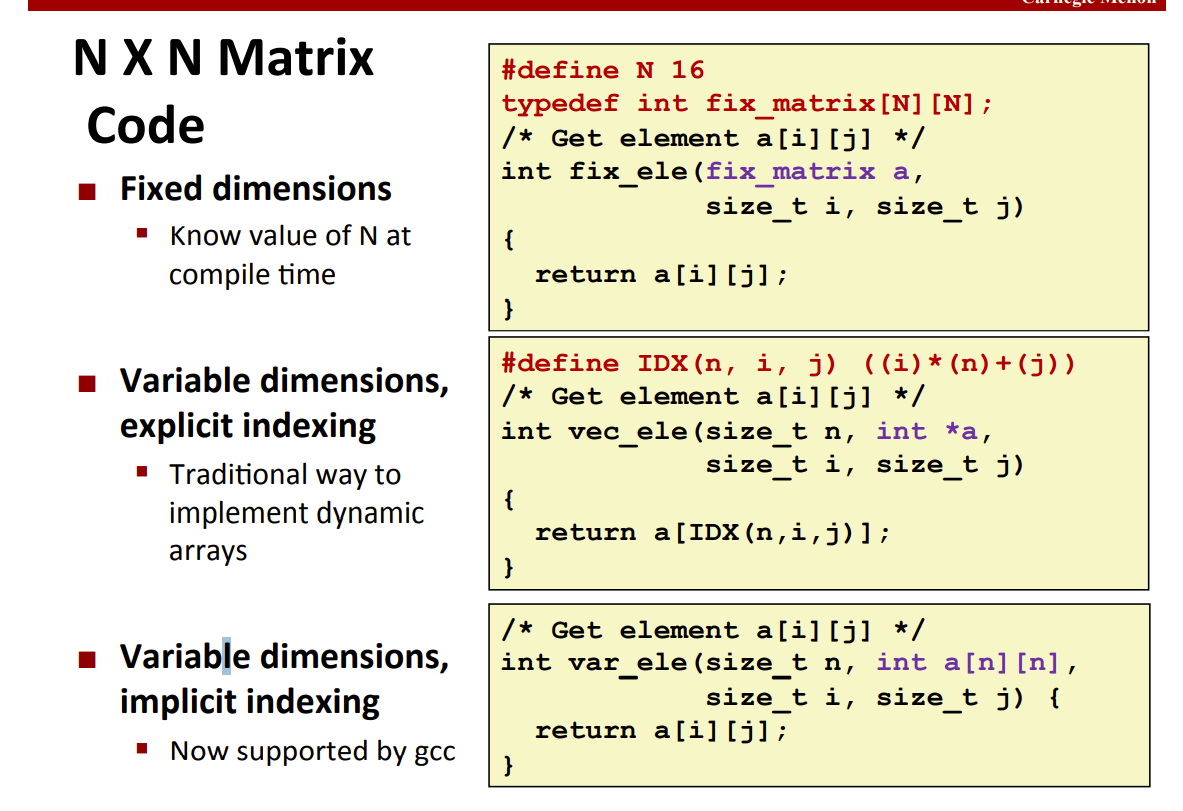 Carnegie Mellon
N X N Matrix
Code
■ Fixed dimensions
▪ Know value of N at
compile time
#define N 16
typedef int fix_matrix[N][N];
/* Get element a[i][j] */
int fix_ele(fix_matrix a,
            size_t i, size_t j)
{
  return a[i][j];
}
■ Variable dimensions,
explicit indexing
▪ Traditional way to
implement dynamic
arrays
#define IDX(n, i, j) ((i)*(n)+(j))
/* Get element a[i][j] */
int vec_ele(size_t n, int *a,
            size_t i, size_t j)
{
  return a[IDX(n,i,j)];
}
■ Variable dimensions,
implicit indexing
▪ Now supported by gcc
/* Get element a[i][j] */
int var_ele(size_t n, int a[n][n],
            size_t i, size_t j) {
  return a[i][j];
}